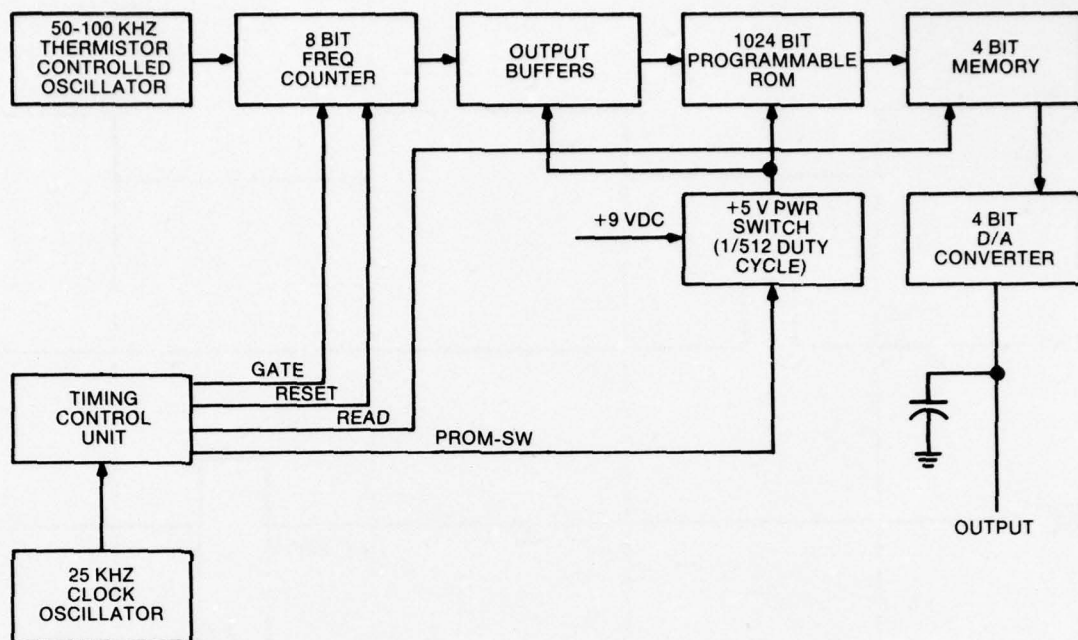 50-100 KHZ
THERMISTOR
CONTROLLED
OSCILLATOR
8 BIT
FREQ
COUNTER
OUTPUT
BUFFERS
1024 BIT
PROGRAMMABLE
ROM
4 BIT
MEMORY
+9 VDC
+5 V PWR
SWITCH
(1/512 DUTY
CYCLE)
4 BIT
D/A
CONVERTER
TIMING
CONTROL
UNIT
GATE
RESET
READ
PROM-SW
OUTPUT
25 KHZ
CLOCK
OSCILLATOR